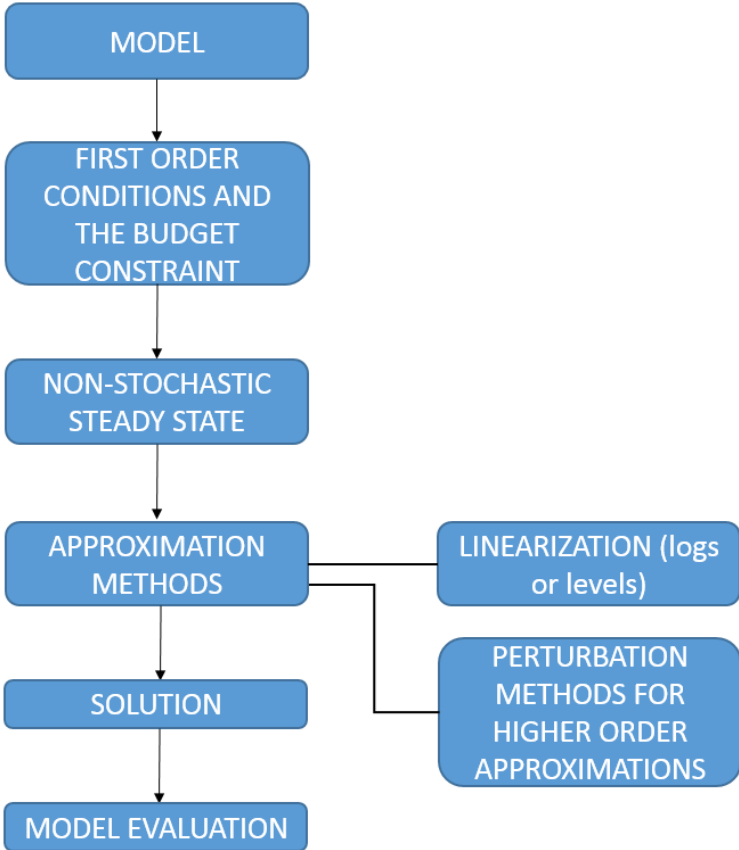 MODEL
FIRST ORDER
CONDITIONS AND
THE BUDGET
CONSTRAINT
NON-STOCHASTIC
STEADY STATE
APPROXIMATION
METHODS
LINEARIZATION (logs
or levels)
PERTURBATION
METHODS FOR
HIGHER ORDER
APPROXIMATIONS
SOLUTION
MODEL EVALUATION